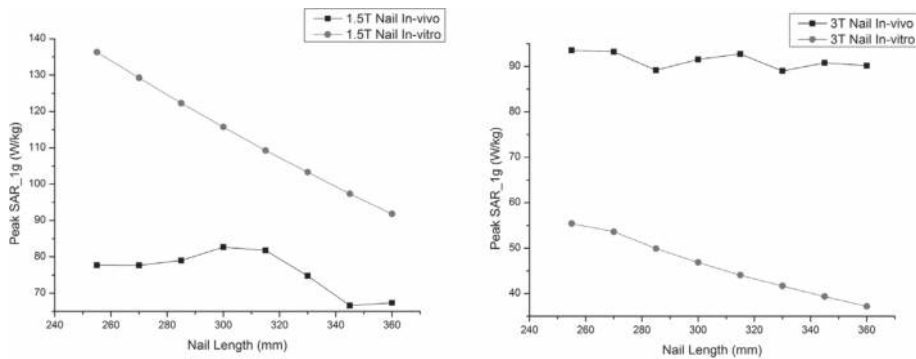 1.5T Nail In-vivo
1.5T Nail In-vitro
140
130
120
110
100
90
80
70
Peak SAR_1g (W/kg)
240 260 280 300 320 340 360
Nail Length (mm)
3T Nail In-vivo
3T Nail In-vitro
90
80
70
60
50
40
Peak SAR_1g (W/kg)
240 260 280 300 320 340 360
Nail Length (mm)